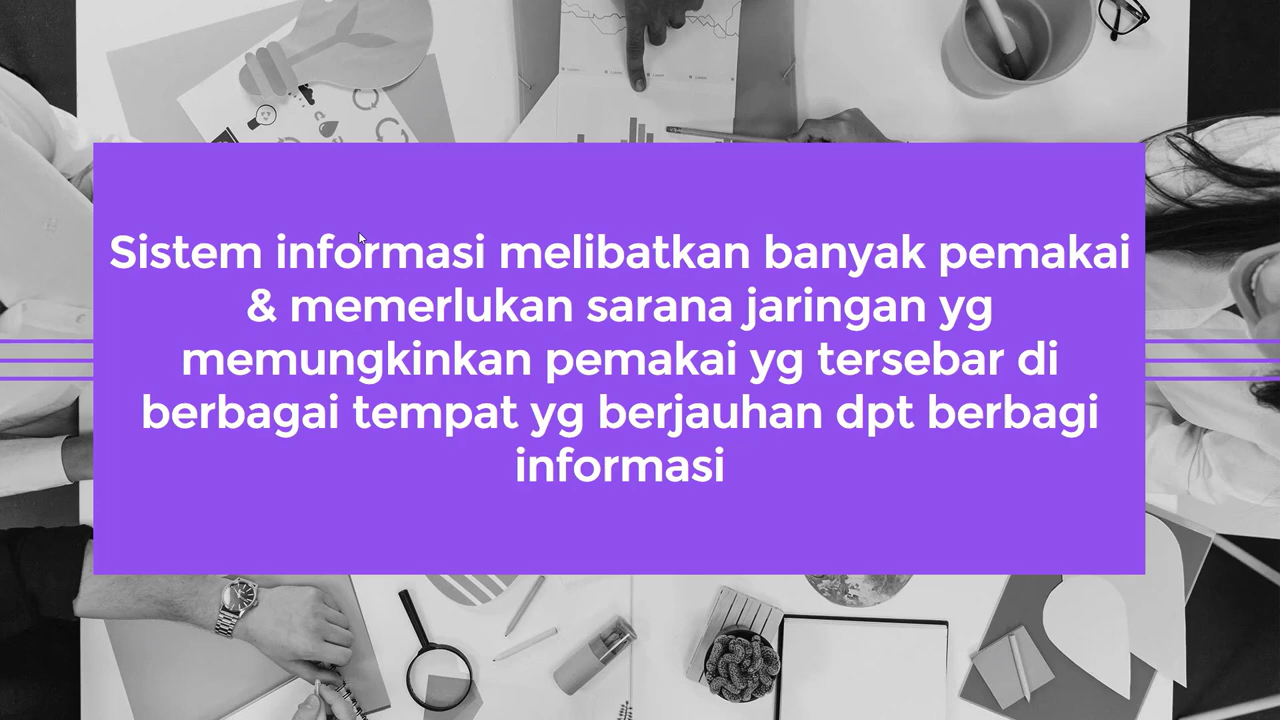 Sistem informasi melibatkan banyak pemakai
& memerlukan sarana jaringan yg
memungkinkan pemakai yg tersebar di
berbagai tempat yg berjauhan dpt berbagi
informasi